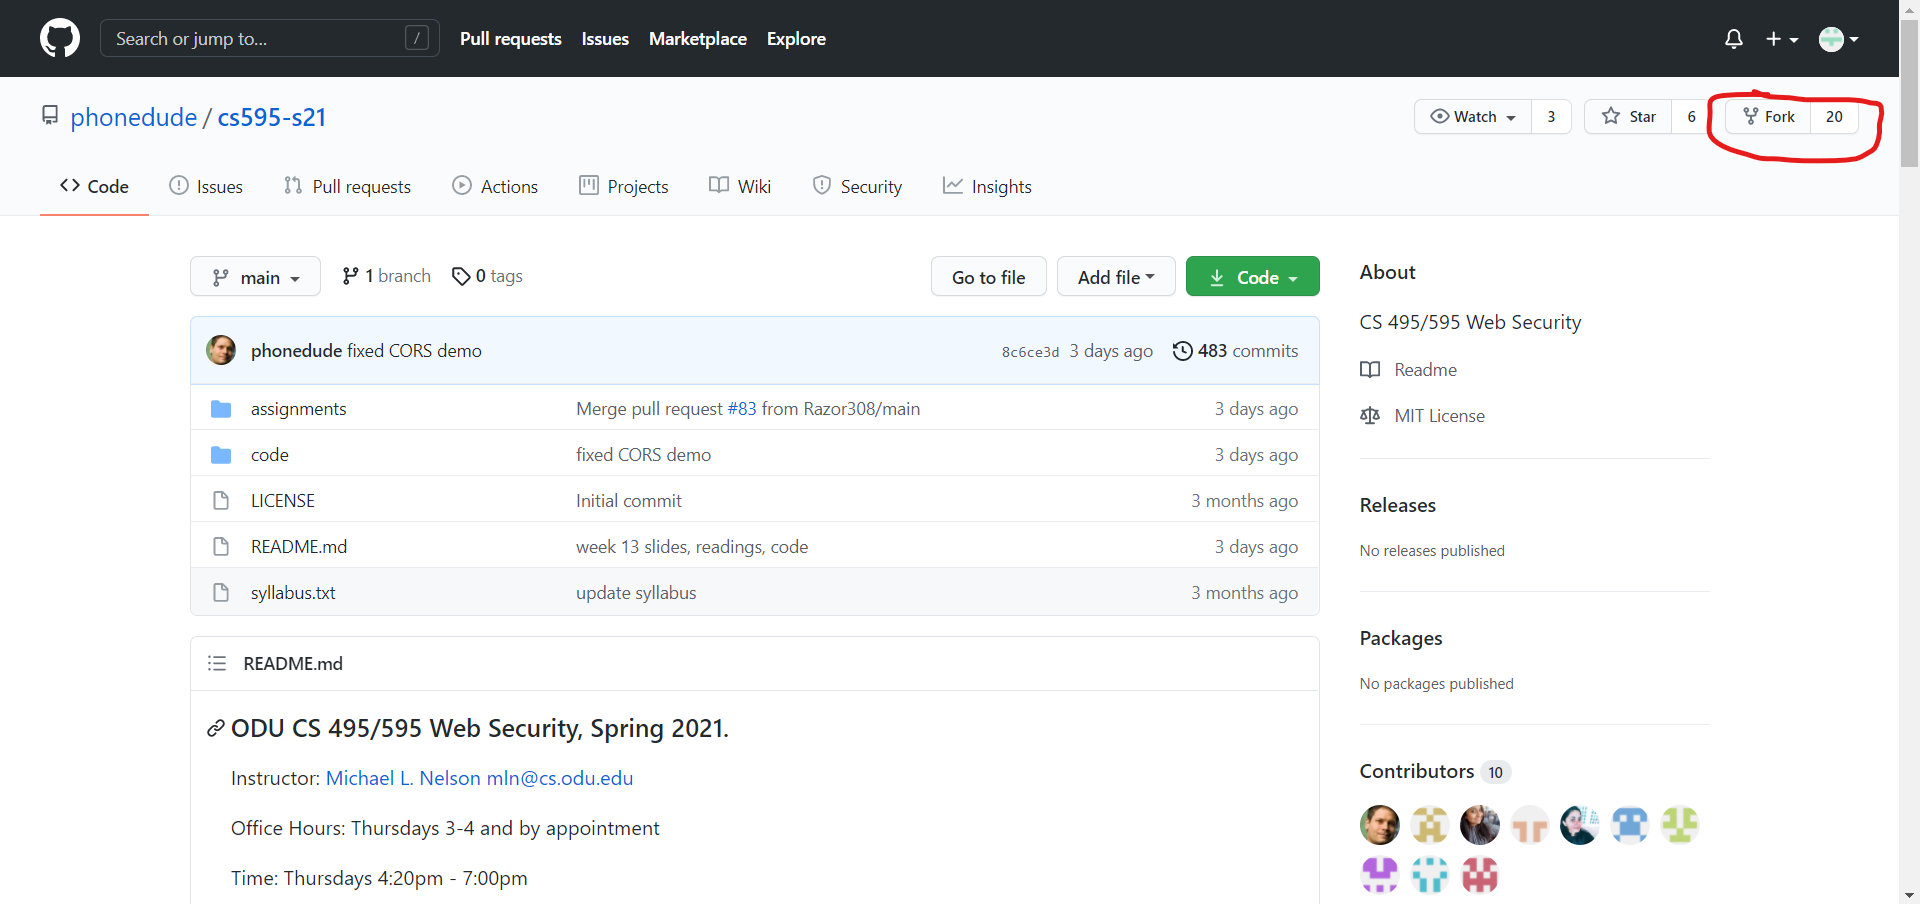 Search or jump to... / Pull requests Issues Marketplace Explore
phonedude / cs595-s21 Watch 3 Star 6 Fork 20
Code Issues Pull requests Actions Projects Wiki Security Insights
main 1 branch 0 tags Go to file Add file Code
phonedude fixed CORS demo 8c6ce3d 3 days ago 483 commits
assignments Merge pull request #83 from Razor308/main 3 days ago
code fixed CORS demo 3 days ago
LICENSE Initial commit 3 months ago
README.md week 13 slides, readings, code 3 days ago
syllabus.txt update syllabus 3 months ago
README.md
ODU CS 495/595 Web Security, Spring 2021.
Instructor: Michael L. Nelson mln@cs.odu.edu
Office Hours: Thursdays 3-4 and by appointment
Time: Thursdays 4:20pm - 7:00pm
About
CS 495/595 Web Security
Readme
MIT License
Releases
No releases published
Packages
No packages published
Contributors 10